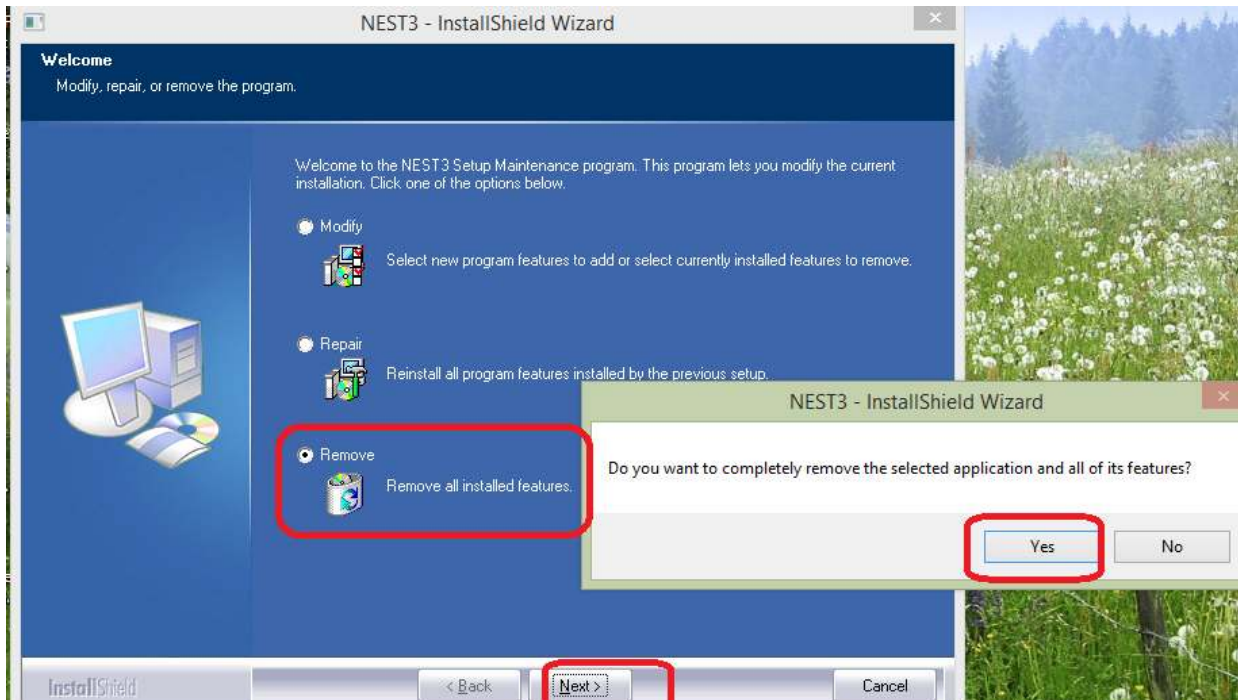 NEST3 - InstallShield Wizard
Welcome
Modify, repair, or remove the program.
Welcome to the NEST3 Setup Maintenance program. This program lets you modify the current
installation. Click one of the options below.
Modify
Select new program features to add or select currently installed features to remove.
Repair
Reinstall all program features installed by the previous setup.
Remove
Remove all installed features.
NEST3 - InstallShield Wizard
Do you want to completely remove the selected application and all of its features?
Yes No
InstallShield
< Back Next > Cancel